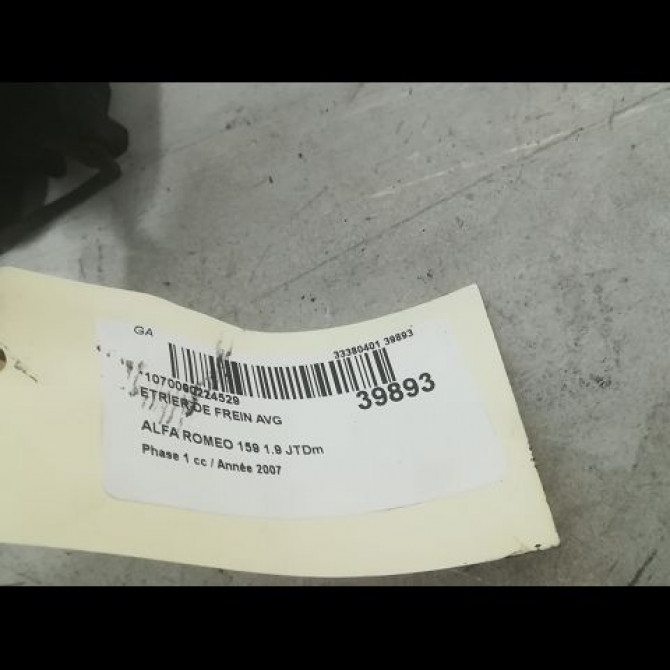 GA
33380401 39893
*1070090224529
39893
ETRIER DE FREIN AVG
ALFA ROMEO 159 1.9 JTDm
Phase 1 cc / Année 2007